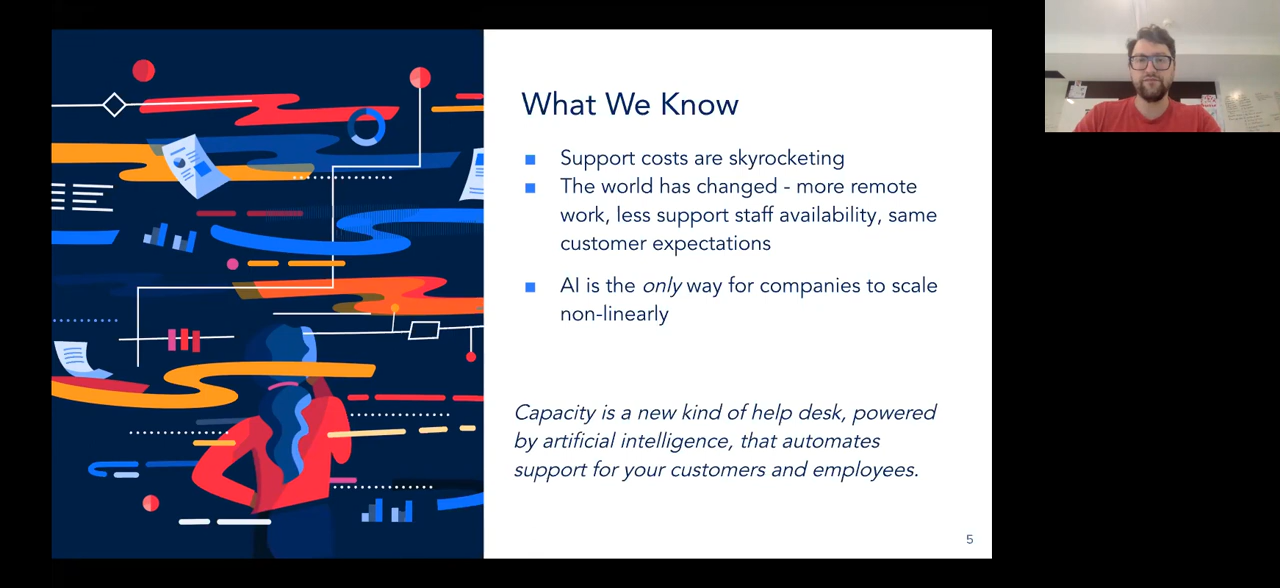 What We Know
Support costs are skyrocketing
The world has changed - more remote
work, less support staff availability, same
customer expectations
AI is the only way for companies to scale
non-linearly
Capacity is a new kind of help desk, powered
by artificial intelligence, that automates
support for your customers and employees.
5